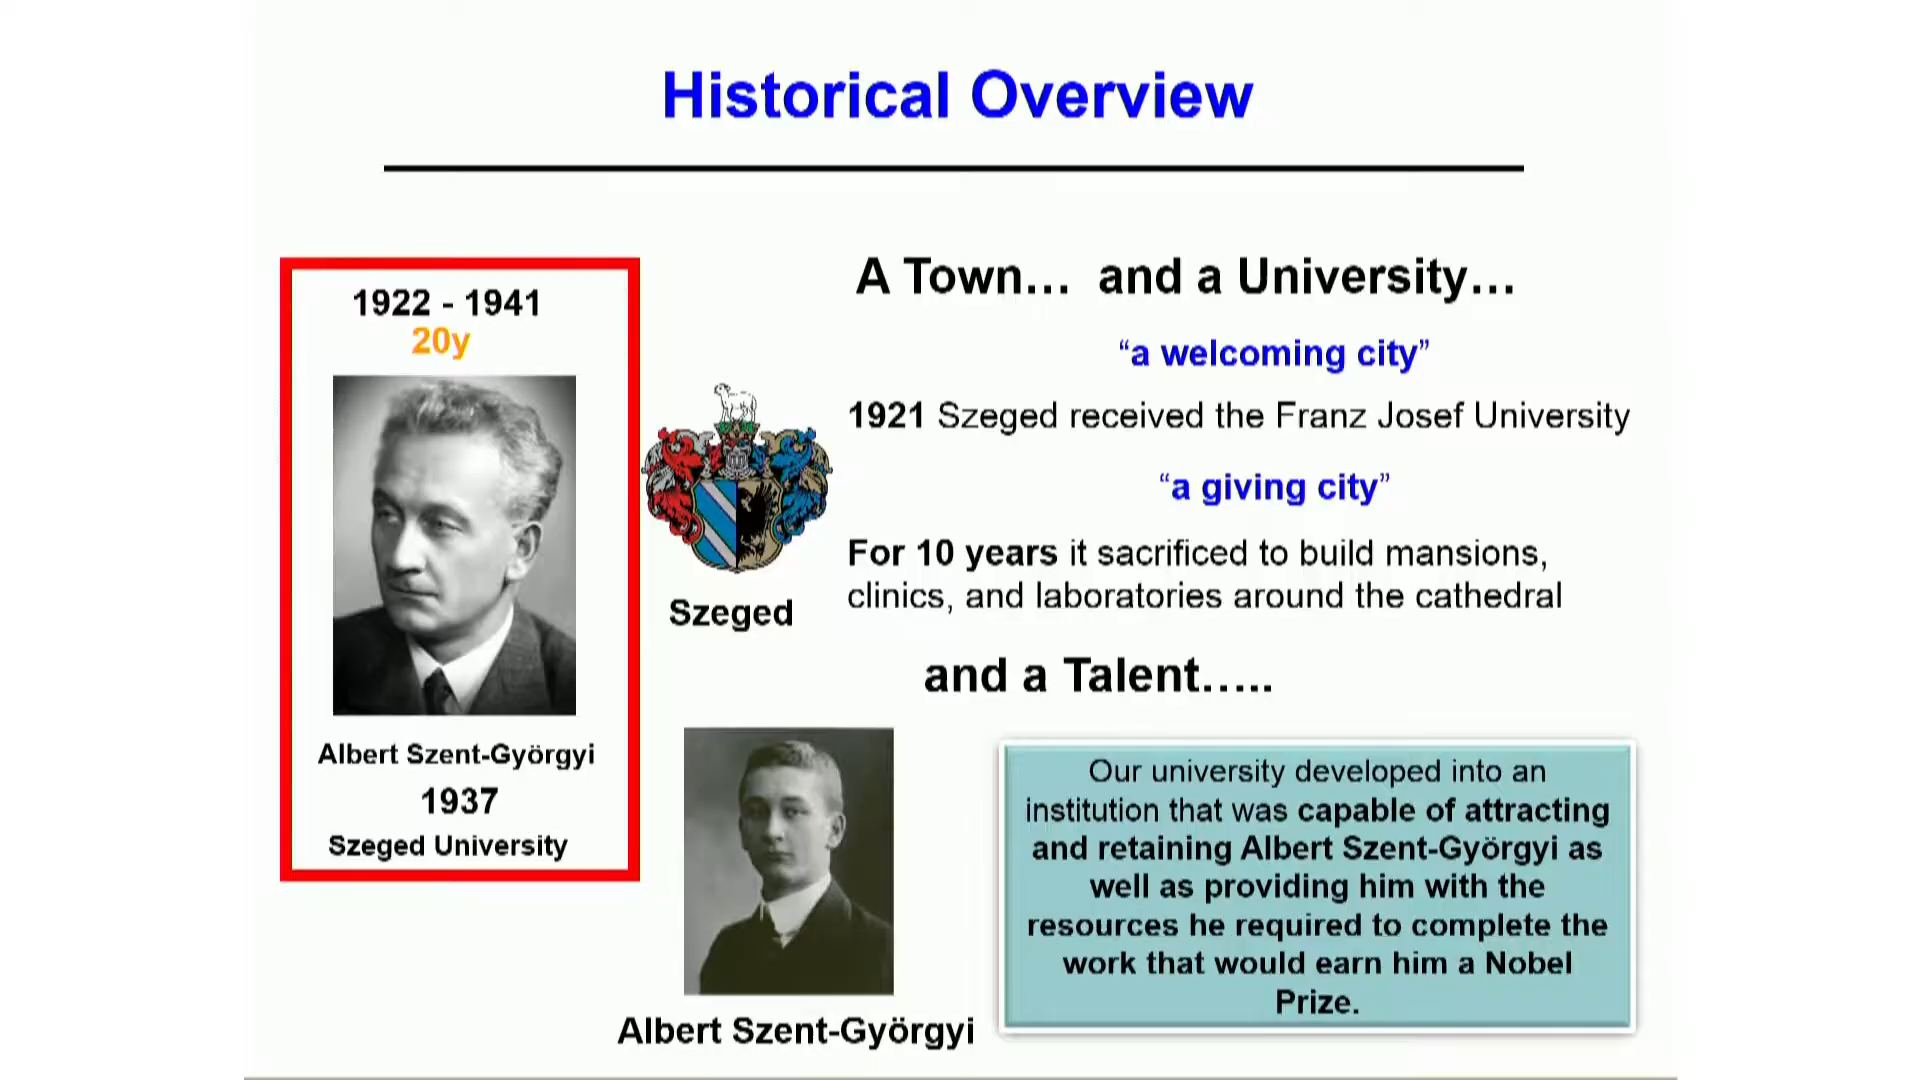 Historical Overview
1922 - 1941
20y
Albert Szent-Györgyi
1937
Szeged University
Szeged
A Town… and a University…
“a welcoming city”
1921 Szeged received the Franz Josef University
“a giving city”
For 10 years it sacrificed to build mansions,
clinics, and laboratories around the cathedral
and a Talent…..
Albert Szent-Györgyi
Our university developed into an
institution that was capable of attracting
and retaining Albert Szent-Györgyi as
well as providing him with the
resources he required to complete the
work that would earn him a Nobel
Prize.